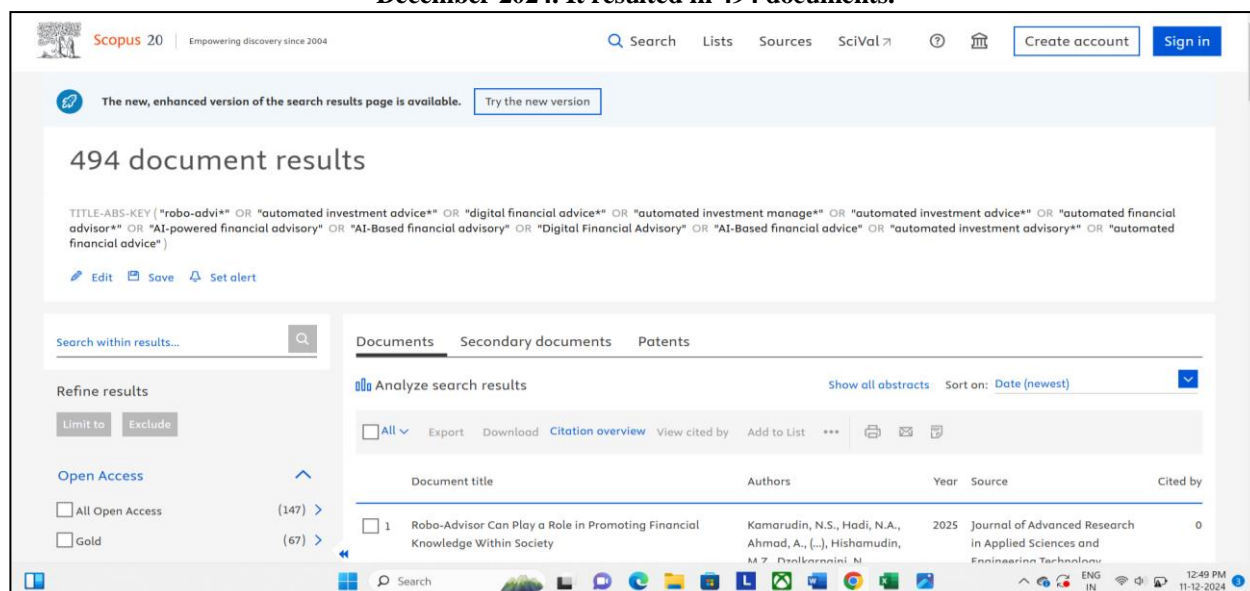 December 2024. It resulted in 494 documents.
Scopus 20
Empowering discovery since 2004
Search Lists Sources SciVal Create account Sign in
The new, enhanced version of the search results page is available. Try the new version
494 document results
TITLE-ABS-KEY ( "robo-advi*" OR "automated investment advice*" OR "digital financial advice*" OR "automated investment manage*" OR "automated investment advice*" OR "automated financial
advisor*" OR "AI-powered financial advisory" OR "AI-Based financial advisory" OR "Digital Financial Advisory" OR "AI-Based financial advice" OR "automated investment advisory*" OR "automated
financial advice" )
Edit Save Set alert
Search within results...
Refine results
Limit to Exclude
Open Access
All Open Access (147)
Gold (67)
Documents Secondary documents Patents
Analyze search results Show all abstracts Sort on: Date (newest)
All Export Download Citation overview View cited by Add to List •••
Document title Authors Year Source Cited by
1 Robo-Advisor Can Play a Role in Promoting Financial Kamarudin, N.S., Hadi, N.A., 2025 Journal of Advanced Research 0
Knowledge Within Society Ahmad, A., (...), Hishamudin, in Applied Sciences and
M.Z., Dzolkarnaini, N. Engineering Technology
Search
ENG 12:49 PM
IN 11-12-2024 3